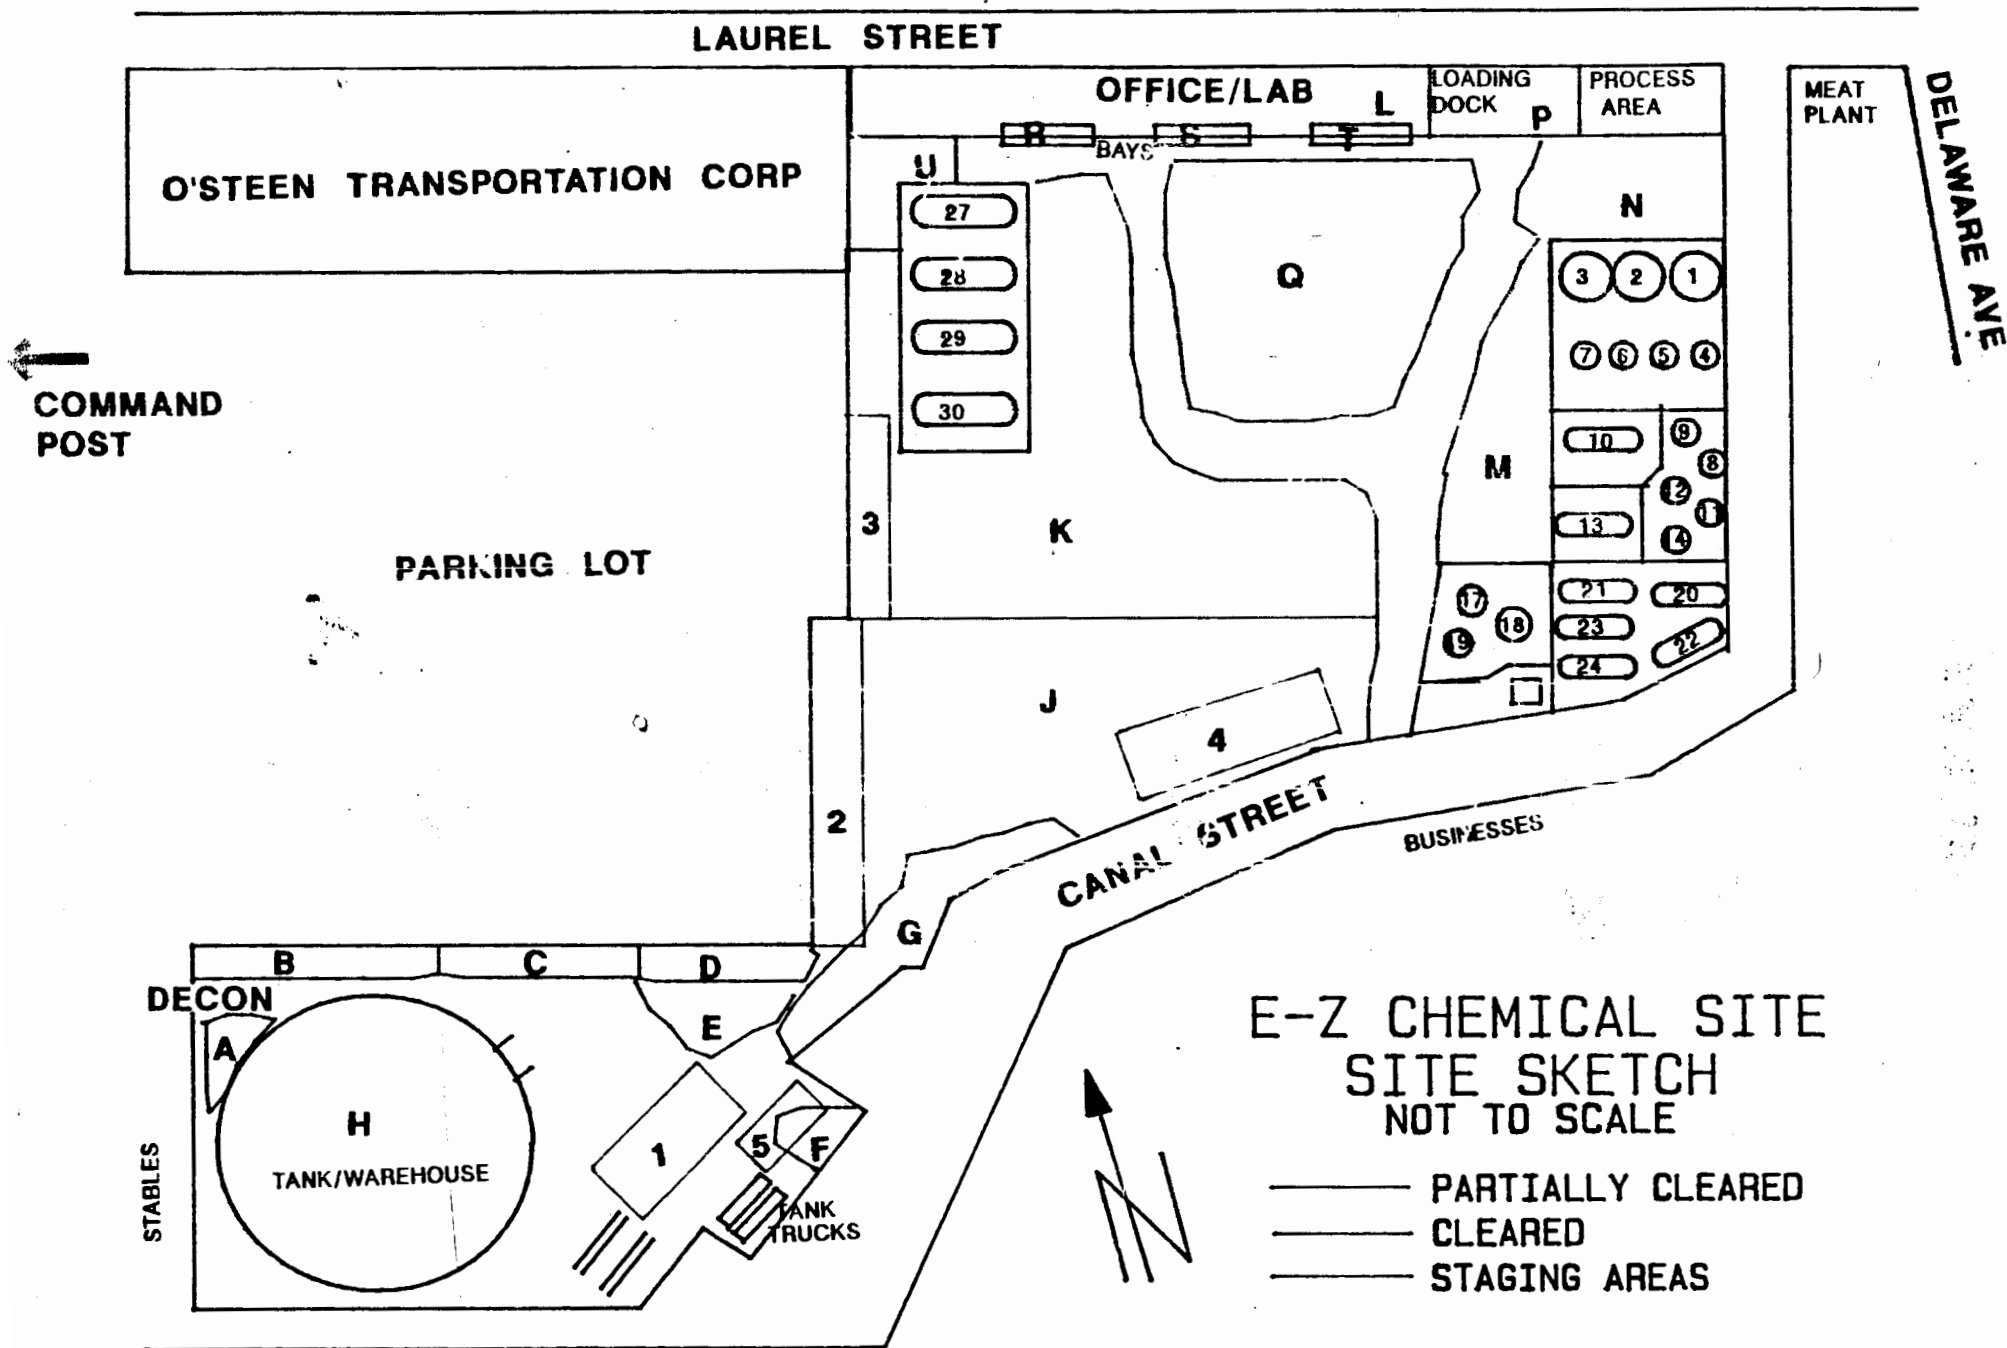 LAUREL STREET
OFFICE/LAB
L
LOADING
DOCK
P
PROCESS
AREA
MEAT
PLANT
DELAWARE AVE
R
S
T
BAYS
U
O'STEEN TRANSPORTATION CORP
27
28
29
30
Q
N
3
2
1
7
6
5
4
COMMAND
POST
10
9
8
12
11
13
14
M
3
K
PARKING LOT
21
20
17
18
23
19
22
24
J
4
2
CANAL STREET
BUSINESSES
G
B
C
D
DECON
A
E
H
TANK/WAREHOUSE
STABLES
1
5
F
TANK
TRUCKS
N
E-Z CHEMICAL SITE
SITE SKETCH
NOT TO SCALE
PARTIALLY CLEARED
CLEARED
STAGING AREAS